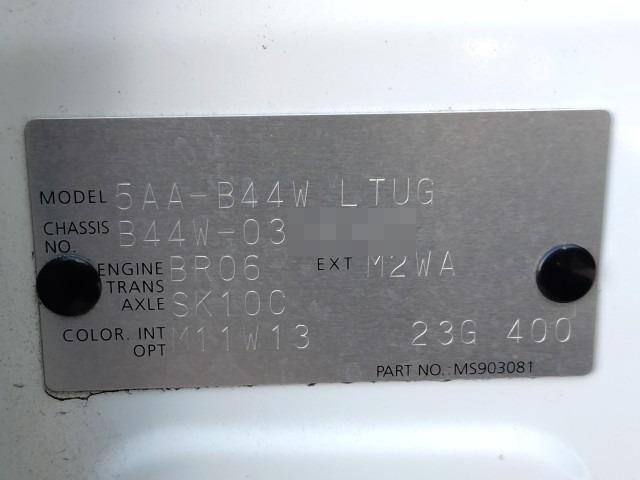 MODEL 5AA-B44W LTUG
CHASSIS NO. B44W-03
ENGINE BR06 EXT M2WA
TRANS AXLE SK10C
COLOR. INT OPT M11W13 23G 400
PART NO.: MS903081